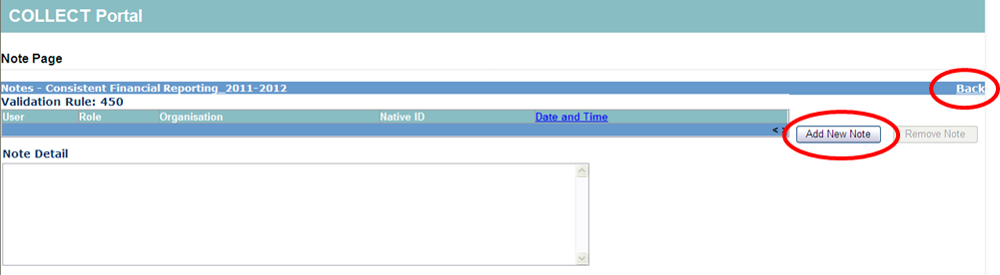 COLLECT Portal
Note Page
Notes - Consistent Financial Reporting_2011-2012 Back
Validation Rule: 450
User Role Organisation Native ID Date and Time
< >
Add New Note Remove Note
Note Detail